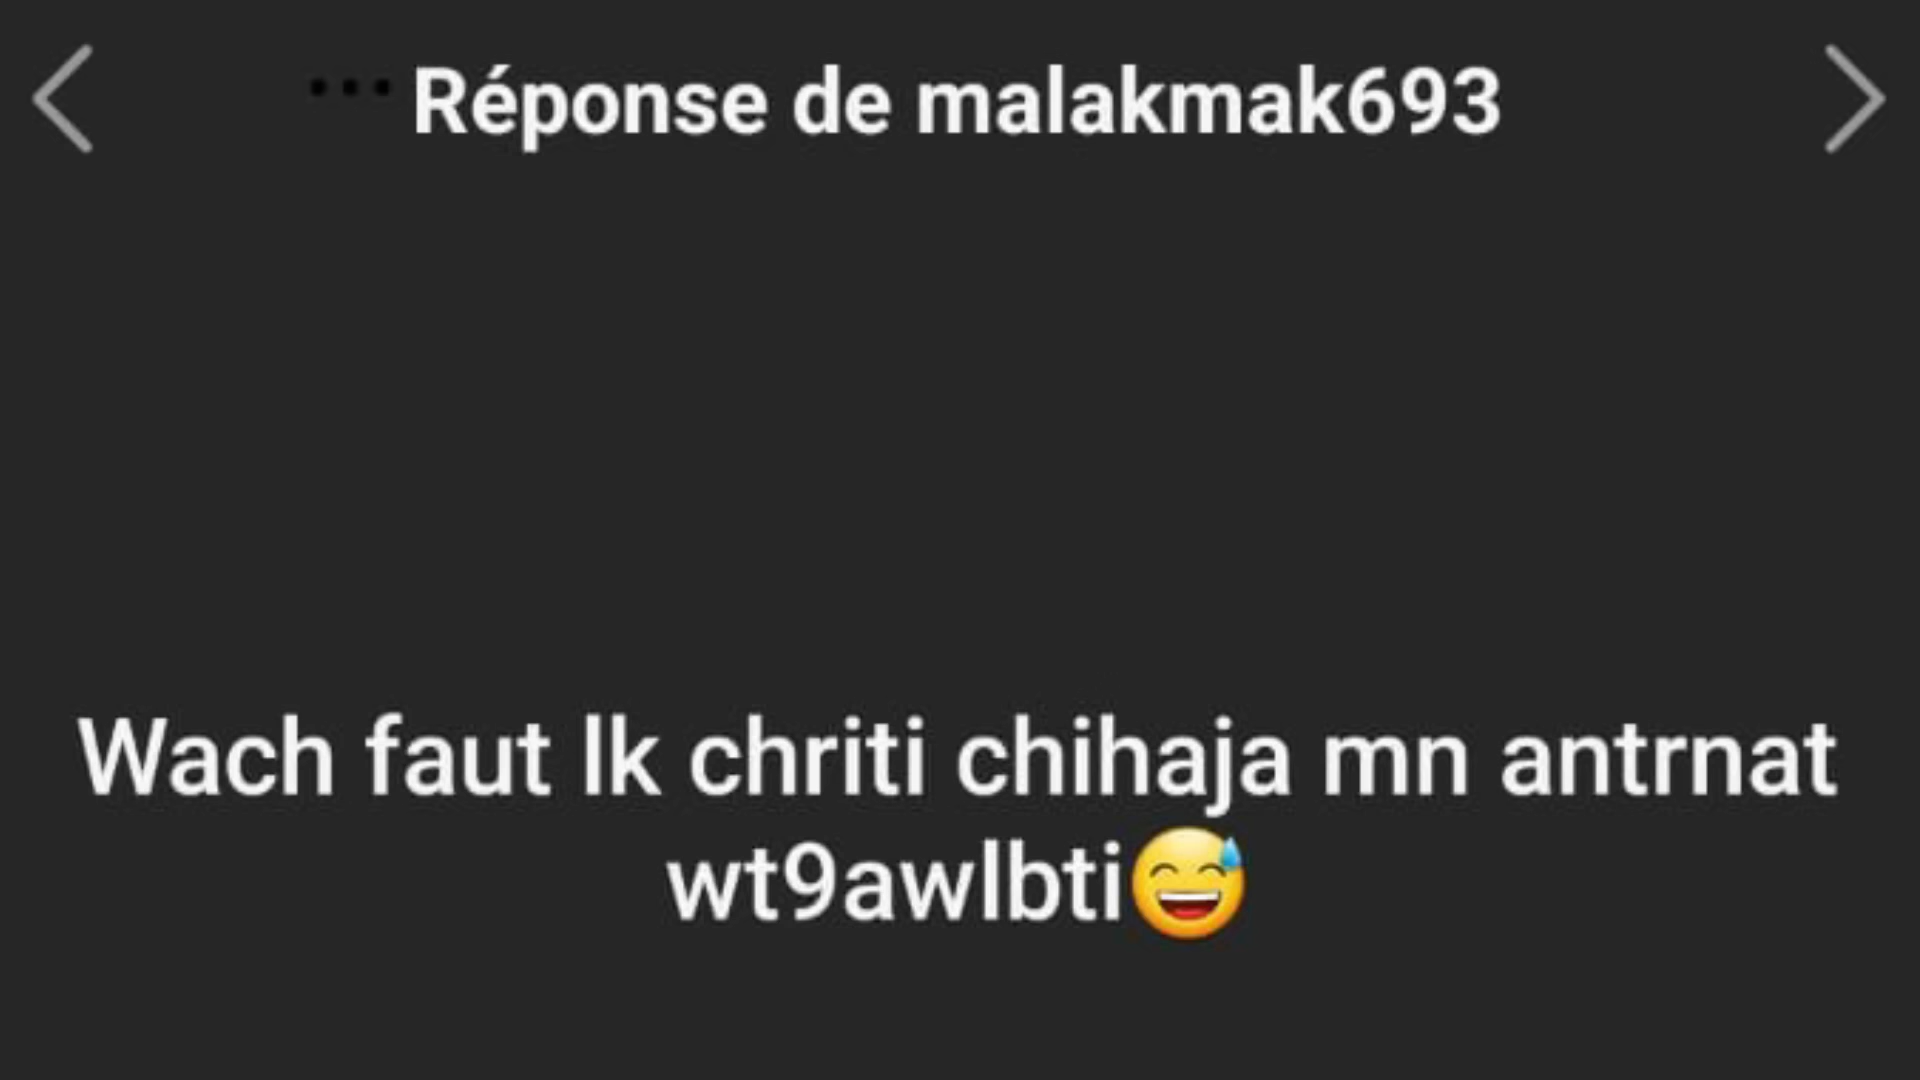 Réponse de malakmak693
Wach faut lk chriti chihaja mn antrnat
wt9awlbti😅